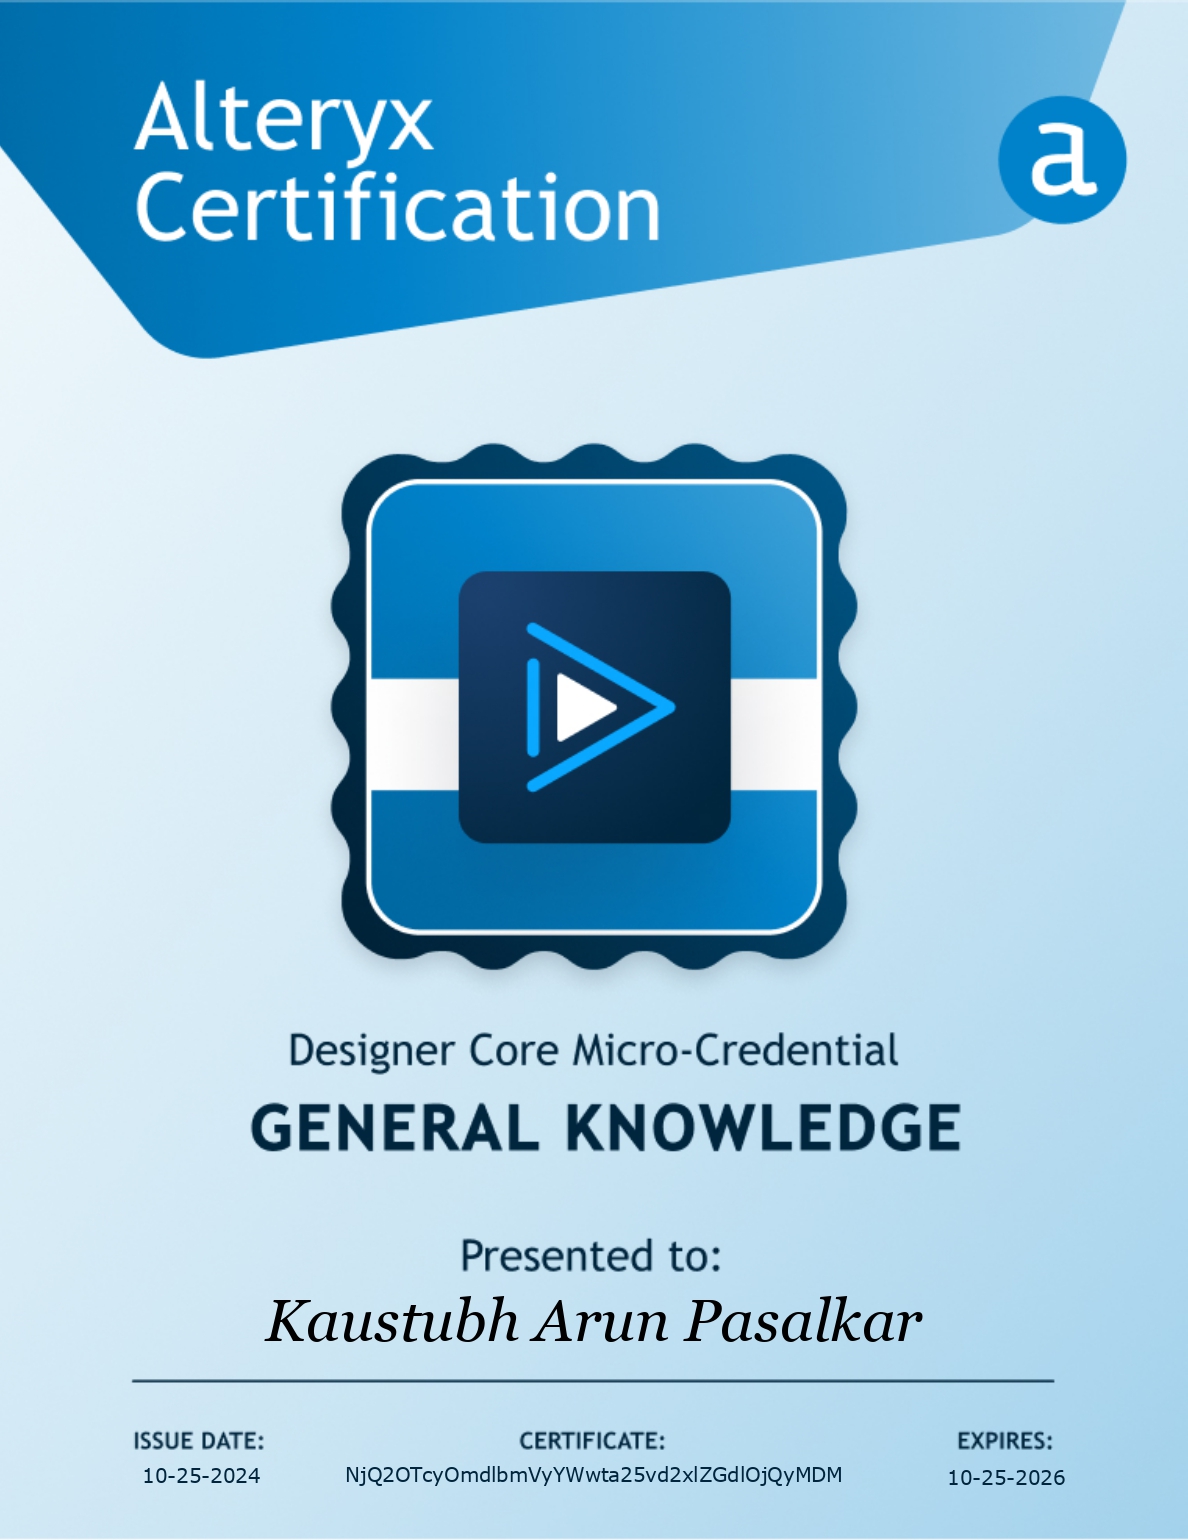 Alteryx
Certification
a
Designer Core Micro-Credential
GENERAL KNOWLEDGE
Presented to:
Kaustubh Arun Pasalkar
ISSUE DATE: CERTIFICATE: EXPIRES:
10-25-2024 NjQ2OTcyOmdlbmVyYWwta25vd2xlZGdlOjQyMDM 10-25-2026